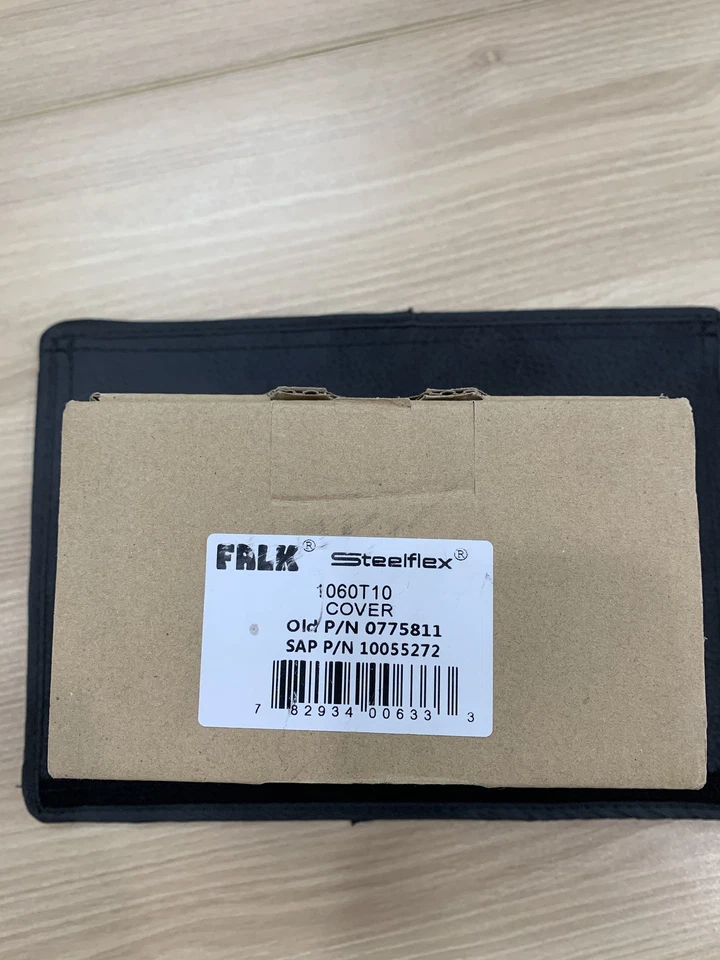 FALK® Steelflex®
1060T10
COVER
Old P/N 0775811
SAP P/N 10055272
7 82934 00633 3